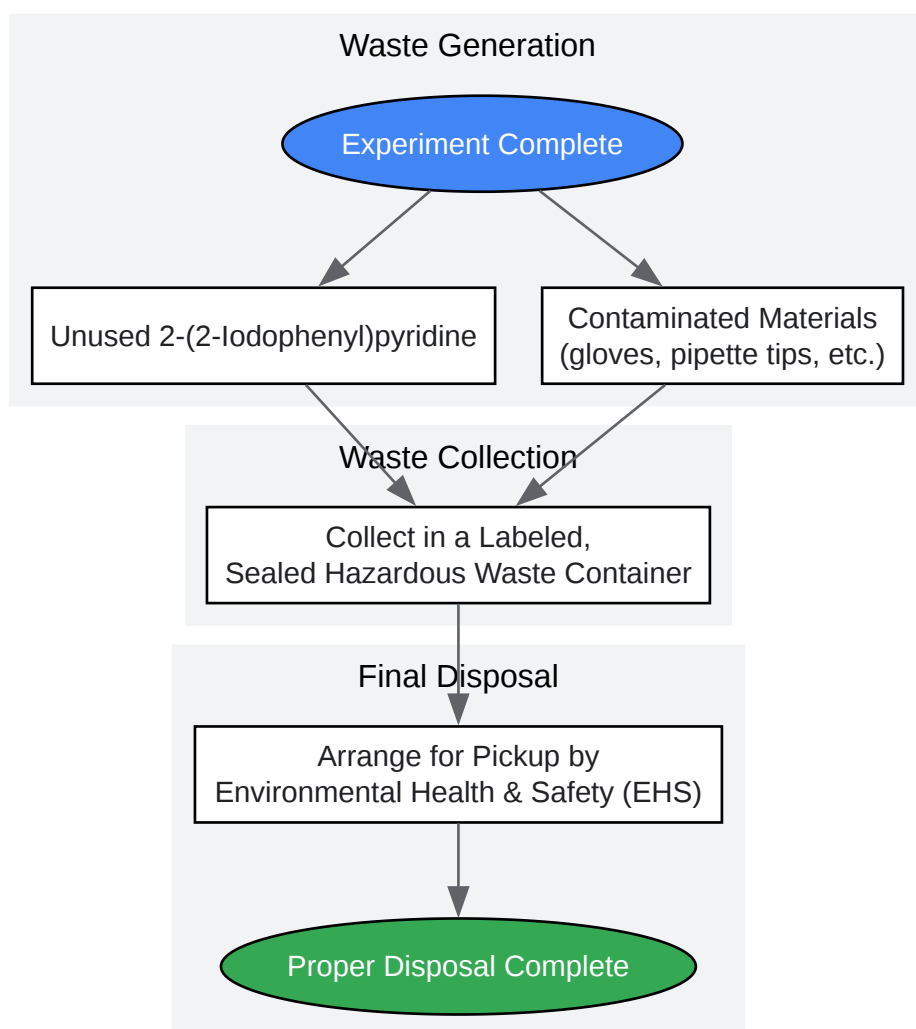 Waste Generation
Experiment Complete
Unused 2-(2-Iodophenyl)pyridine
Contaminated Materials
(gloves, pipette tips, etc.)
Waste Collection
Collect in a Labeled,
Sealed Hazardous Waste Container
Final Disposal
Arrange for Pickup by
Environmental Health & Safety (EHS)
Proper Disposal Complete